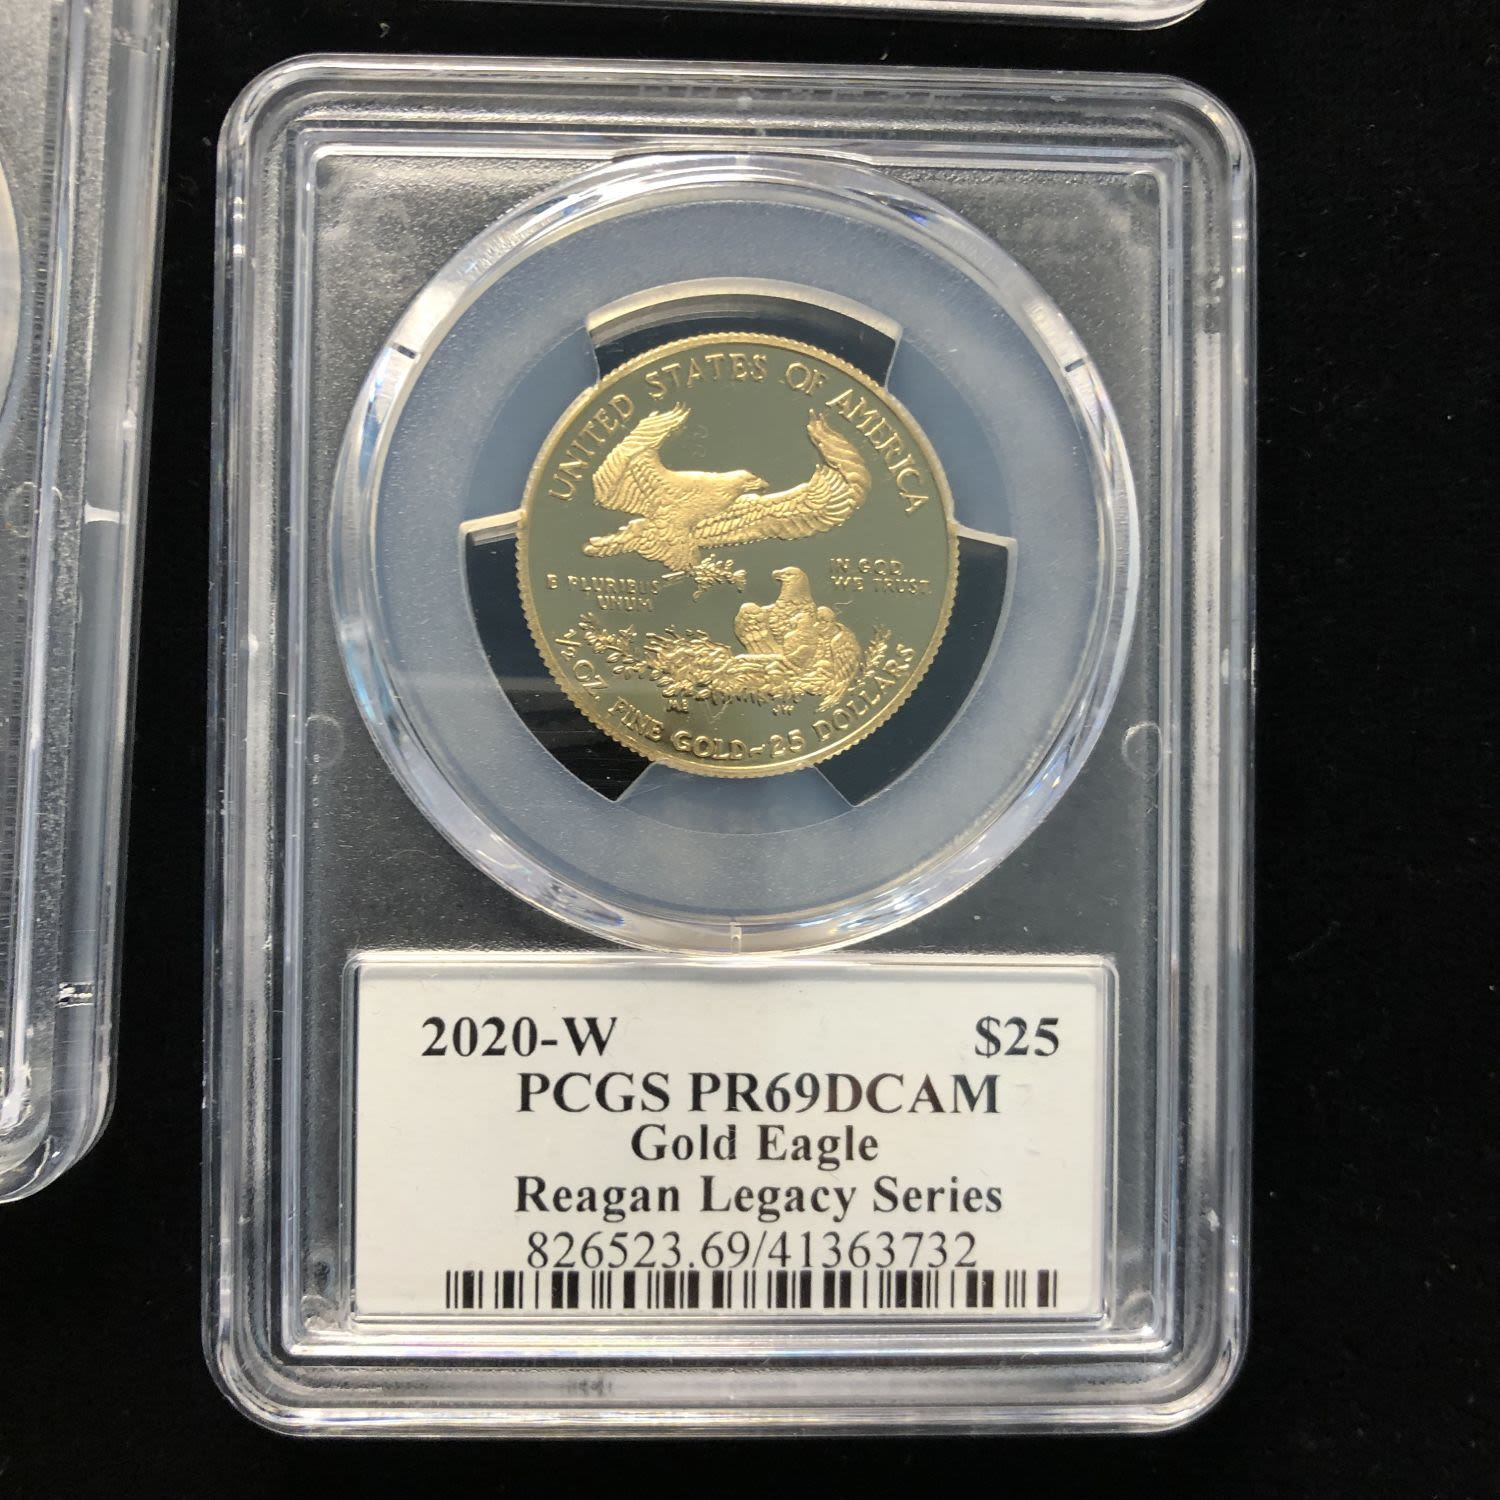 UNITED STATES OF AMERICA
E PLURIBUS
UNUM
IN GOD
WE TRUST
1/2 OZ. FINE GOLD~25 DOLLARS
2020-W $25
PCGS PR69DCAM
Gold Eagle
Reagan Legacy Series
826523.69/41363732